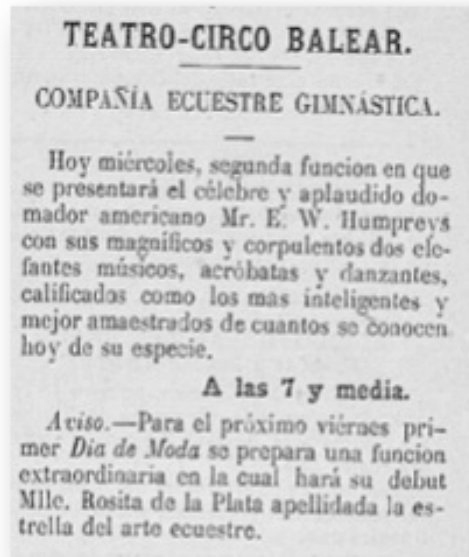 TEATRO-CIRCO BALEAR.
COMPAÑÍA ECUESTRE GIMNÁSTICA.
Hoy miércoles, segunda funcion en que
se presentará el célebre y aplaudido do-
mador americano Mr. E. W. Humpreys
con sus magníficos y corpulentos dos ele-
fantes músicos, acróbatas y danzantes,
calificados como los mas inteligentes y
mejor amaestrados de cuantos se conocen
hoy de su especie.
A las 7 y media.
Aviso.—Para el próximo viérnes pri-
mer Dia de Moda se prepara una funcion
extraordinaria en la cual hará su debut
Mlle. Rosita de la Plata apellidada la es-
trella del arte ecuestre.